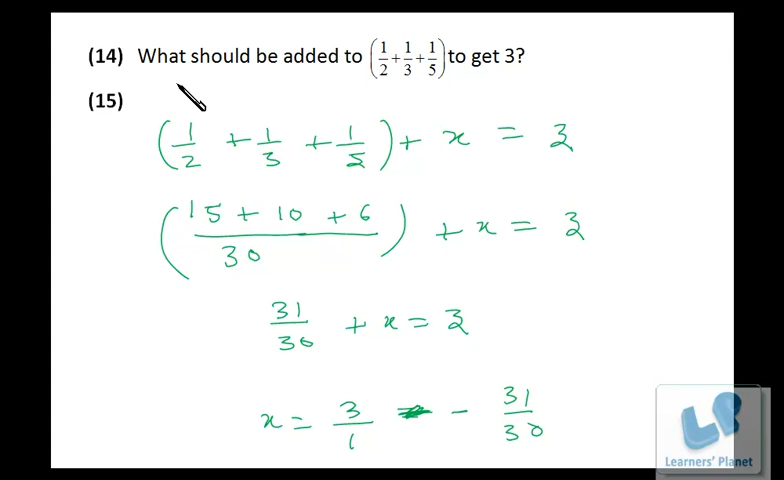 (14) What should be added to (1/2 + 1/3 + 1/5) to get 3?
(15)
(1/2 + 1/3 + 1/5) + x = 3
(15 + 10 + 6 / 30) + x = 3
31/30 + x = 3
x = 3/1 - 31/30
LP
Learners' Planet